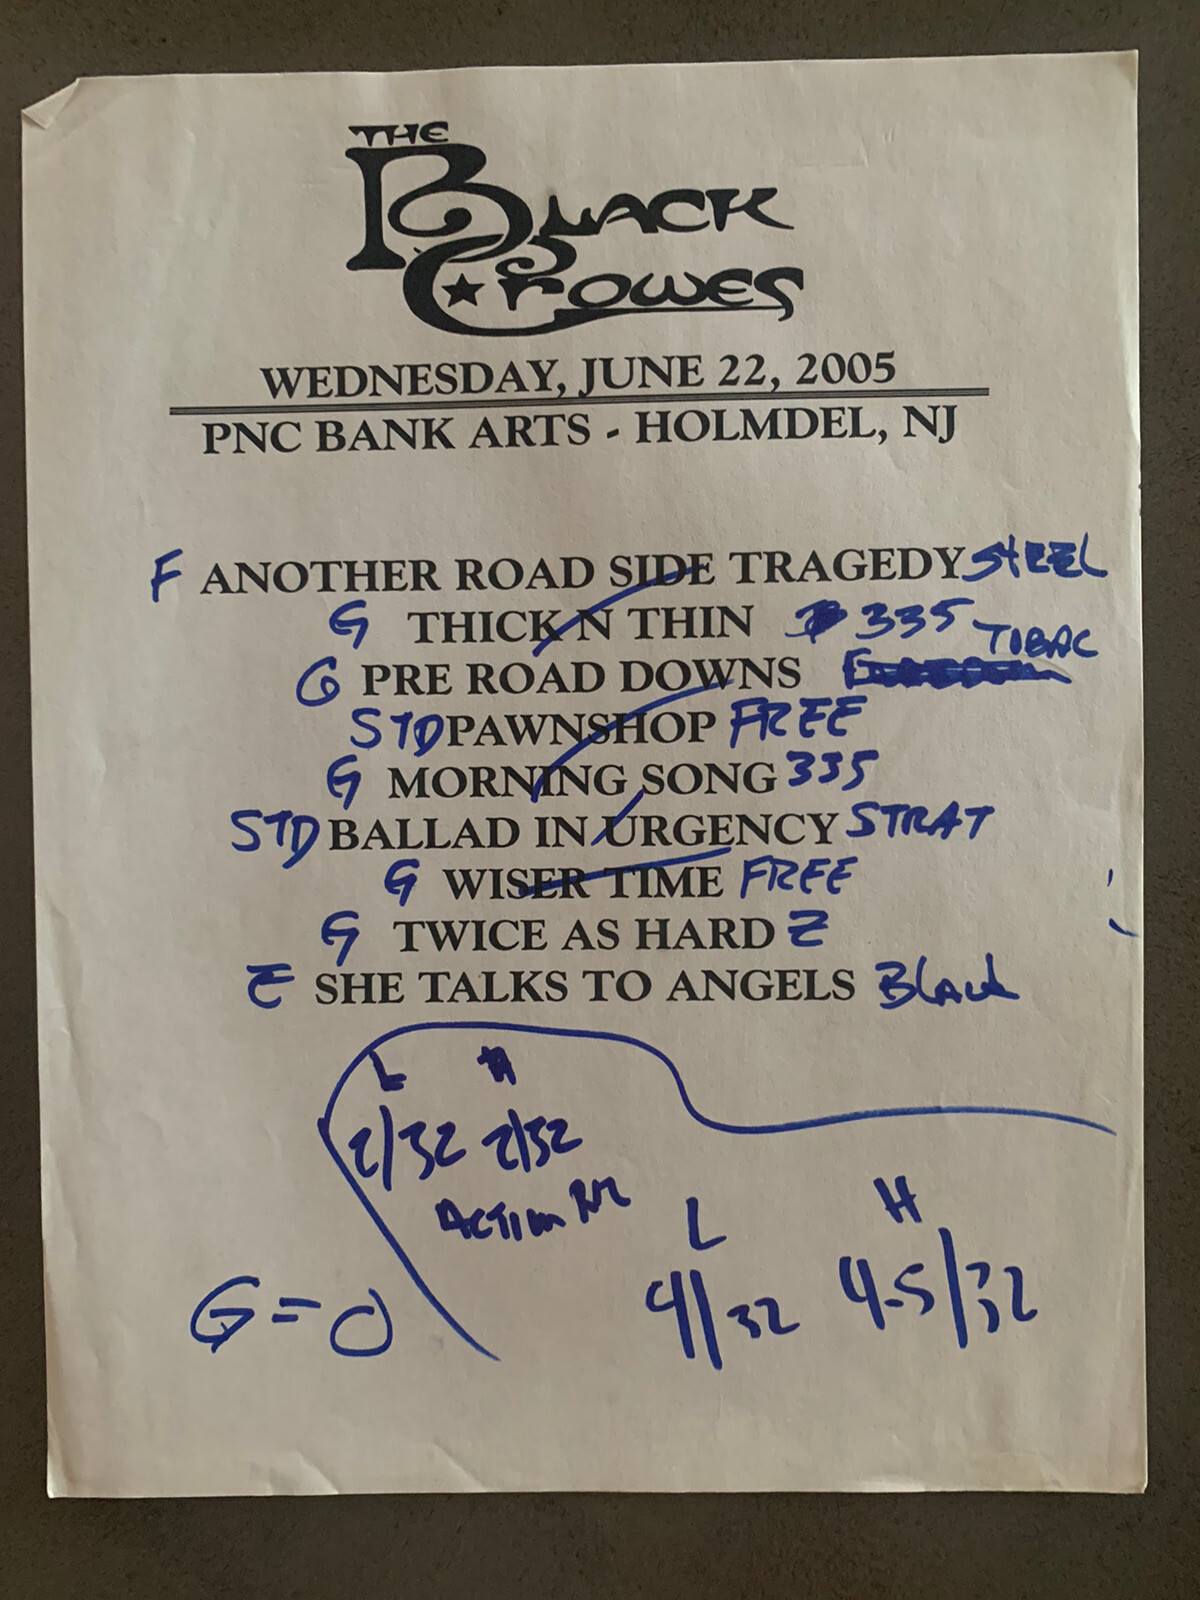 THE BLACK CROWES
WEDNESDAY, JUNE 22, 2005
PNC BANK ARTS - HOLMDEL, NJ
F ANOTHER ROAD SIDE TRAGEDY STEEL
G THICK N THIN 335
G PRE ROAD DOWNS TOBAC
STD PAWNSHOP FREE
G MORNING SONG 335
STD BALLAD IN URGENCY STRAT
G WISER TIME FREE
G TWICE AS HARD Z
E SHE TALKS TO ANGELS BLACK
L H
2/32 2/32
ACTION
L H
4/32 4-5/32
G=O